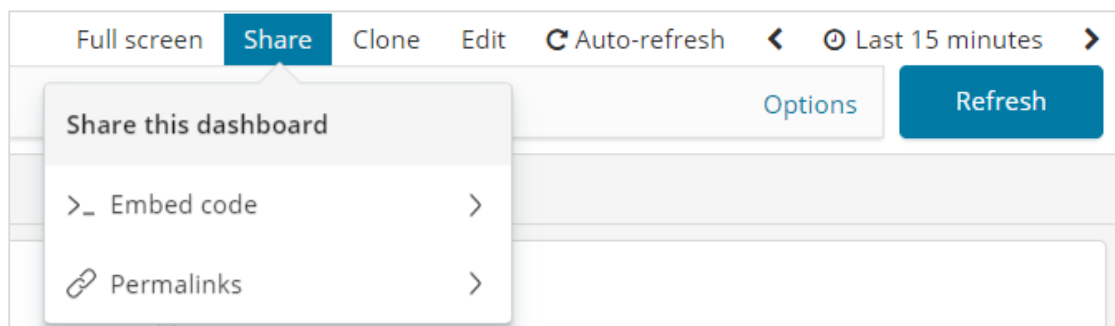 Full screen Share Clone Edit Auto-refresh Last 15 minutes
Options Refresh
Share this dashboard
Embed code
Permalinks